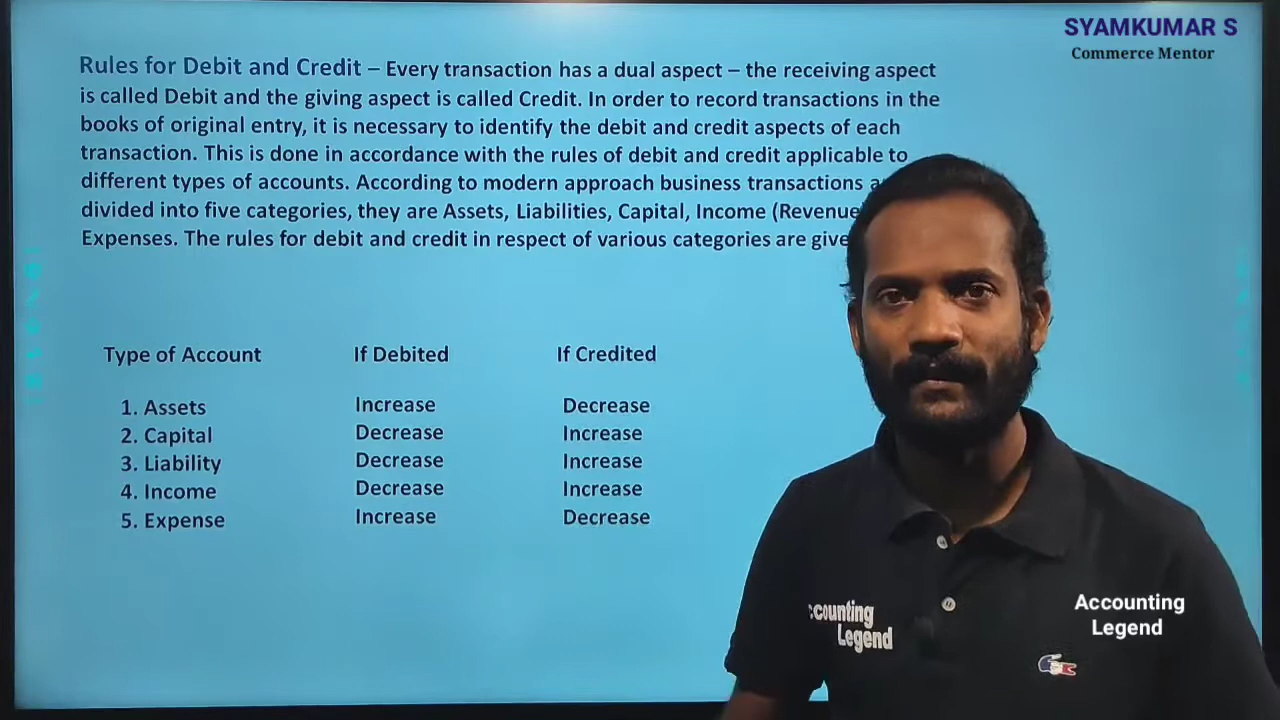 SYAMKUMAR S
Commerce Mentor
Rules for Debit and Credit – Every transaction has a dual aspect – the receiving aspect
is called Debit and the giving aspect is called Credit. In order to record transactions in the
books of original entry, it is necessary to identify the debit and credit aspects of each
transaction. This is done in accordance with the rules of debit and credit applicable to
different types of accounts. According to modern approach business transactions
divided into five categories, they are Assets, Liabilities, Capital, Income (Revenue
Expenses. The rules for debit and credit in respect of various categories are give
Type of Account If Debited If Credited
1. Assets Increase Decrease
2. Capital Decrease Increase
3. Liability Decrease Increase
4. Income Decrease Increase
5. Expense Increase Decrease
Accounting
Legend
counting
Legend